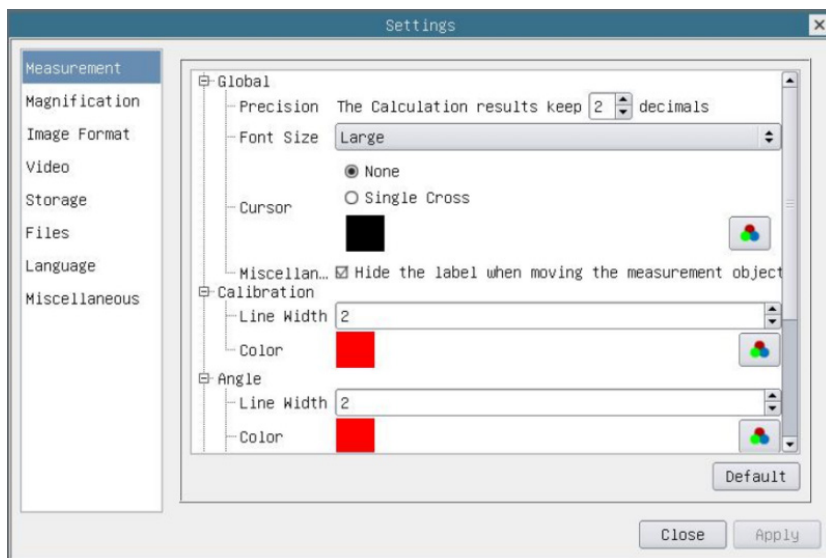 Settings
Measurement
Magnification
Image Format
Video
Storage
Files
Language
Miscellaneous
Global
Precision The Calculation results keep 2 decimals
Font Size Large
None
Single Cross
Cursor
Miscellan... Hide the label when moving the measurement object
Calibration
Line Width 2
Color
Angle
Line Width 2
Color
Default
Close Apply